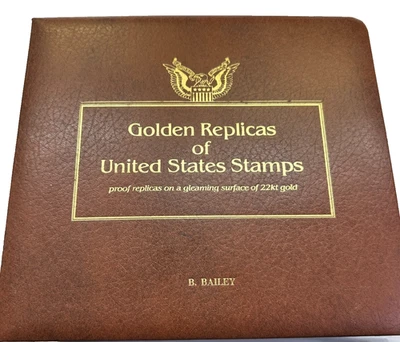 Golden Replicas
of
United States Stamps
proof replicas on a gleaming surface of 22kt gold
B. BAILEY